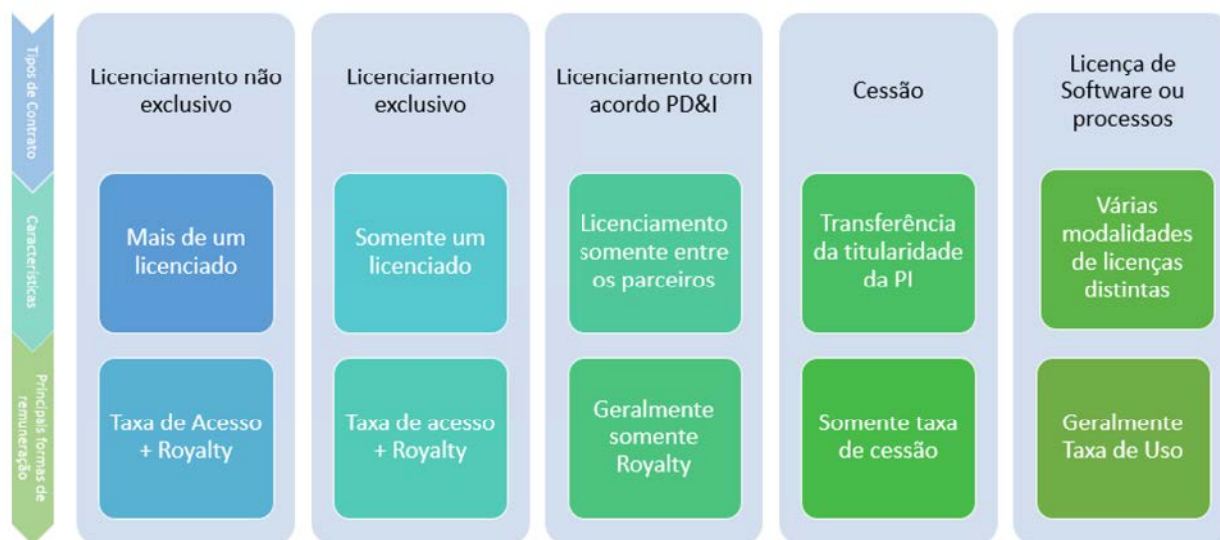 Tipos de Contrato
Licenciamento não
exclusivo
Licenciamento
exclusivo
Licenciamento com
acordo PD&I
Cessão
Licença de
Software ou
processos
Características
Mais de um
licenciado
Somente um
licenciado
Licenciamento
somente entre
os parceiros
Transferência
da titularidade
da PI
Várias
modalidades
de licenças
distintas
Principais formas de
remuneração
Taxa de Acesso
+ Royalty
Taxa de acesso
+ Royalty
Geralmente
somente
Royalty
Somente taxa
de cessão
Geralmente
Taxa de Uso